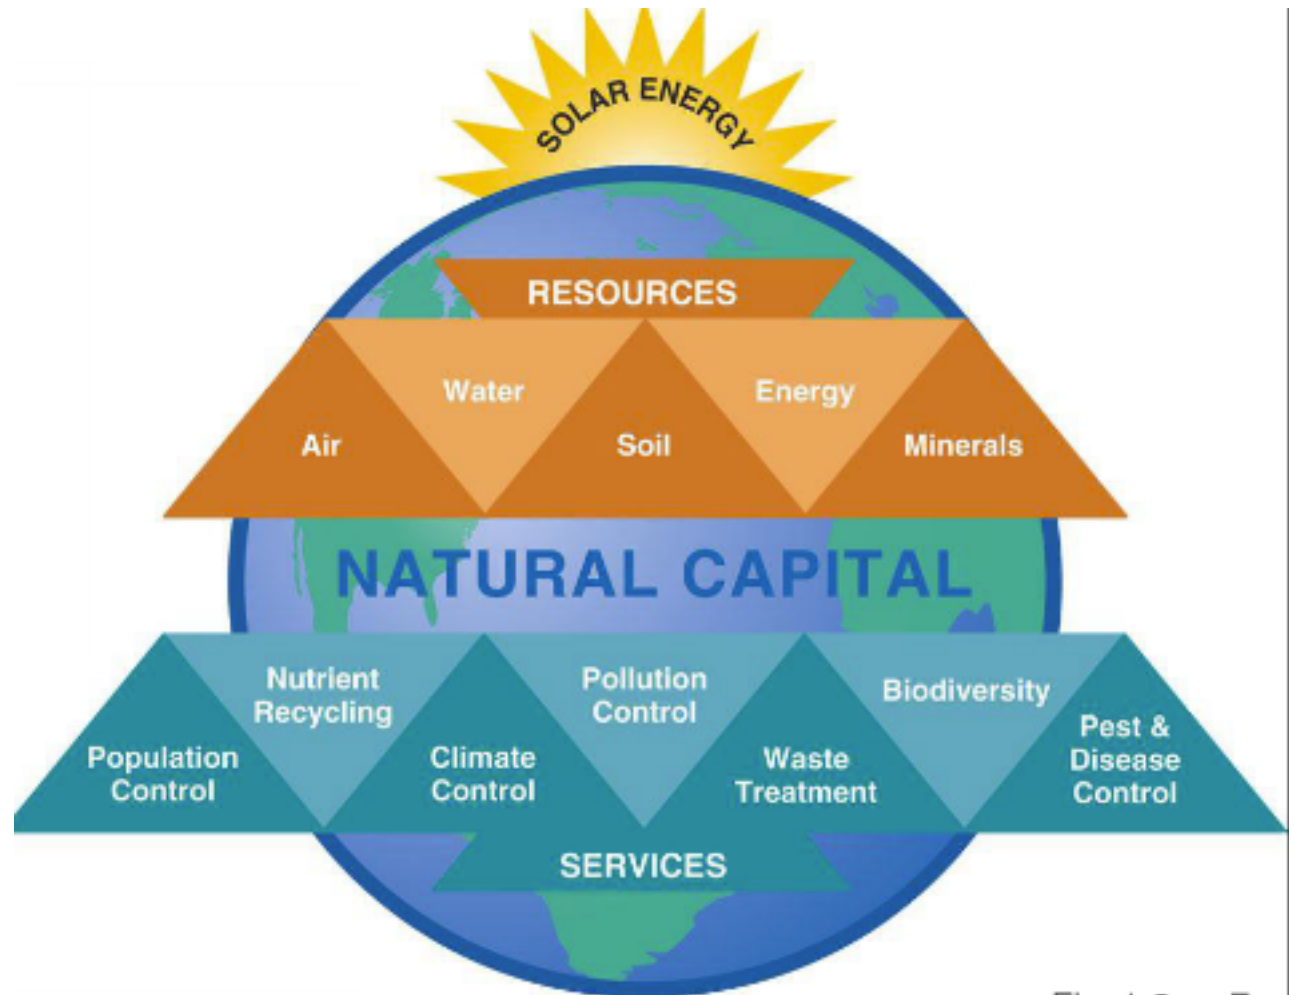 SOLAR ENERGY
RESOURCES
Water
Energy
Air
Soil
Minerals
NATURAL CAPITAL
Nutrient
Recycling
Pollution
Control
Biodiversity
Population
Control
Climate
Control
Waste
Treatment
Pest &
Disease
Control
SERVICES